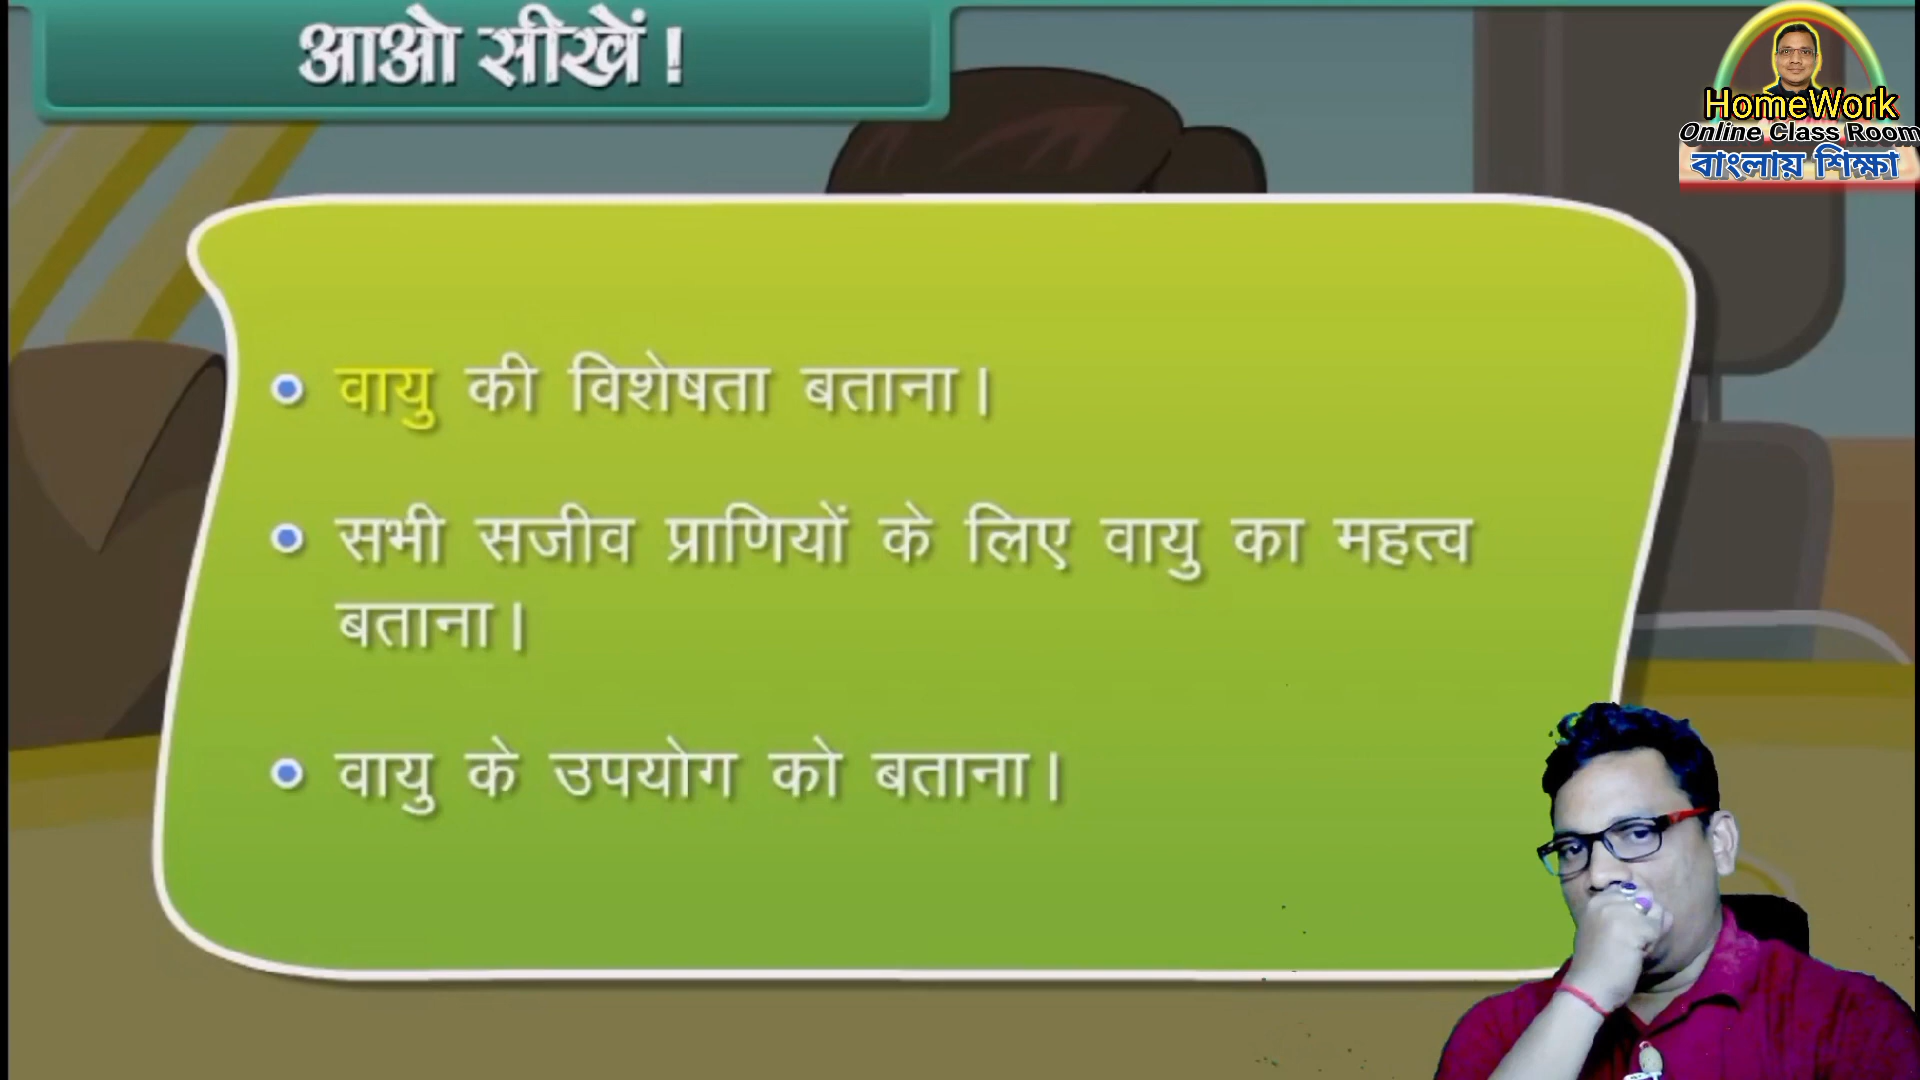 आओ सीखें !
HomeWork
Online Class Room
বাংলায় শিক্ষা
वायु की विशेषता बताना।
सभी सजीव प्राणियों के लिए वायु का महत्व
बताना।
वायु के उपयोग को बताना।